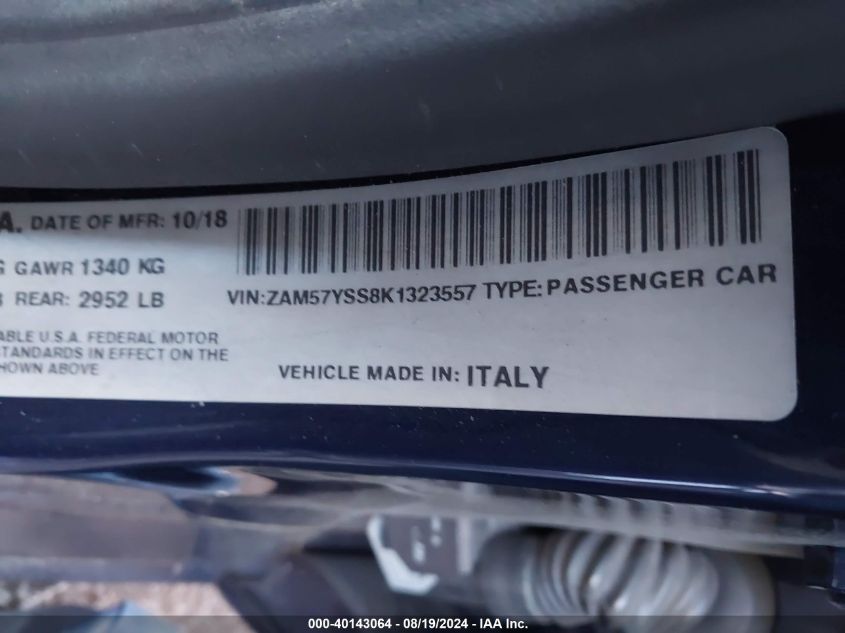 A. DATE OF MFR: 10/18
G GAWR 1340 KG
B REAR: 2952 LB
VIN:ZAM57YSS8K1323557 TYPE:PASSENGER CAR
ABLE U.S.A. FEDERAL MOTOR
STANDARDS IN EFFECT ON THE
HOWN ABOVE
VEHICLE MADE IN: ITALY
000-40143064 - 08/19/2024 - IAA Inc.